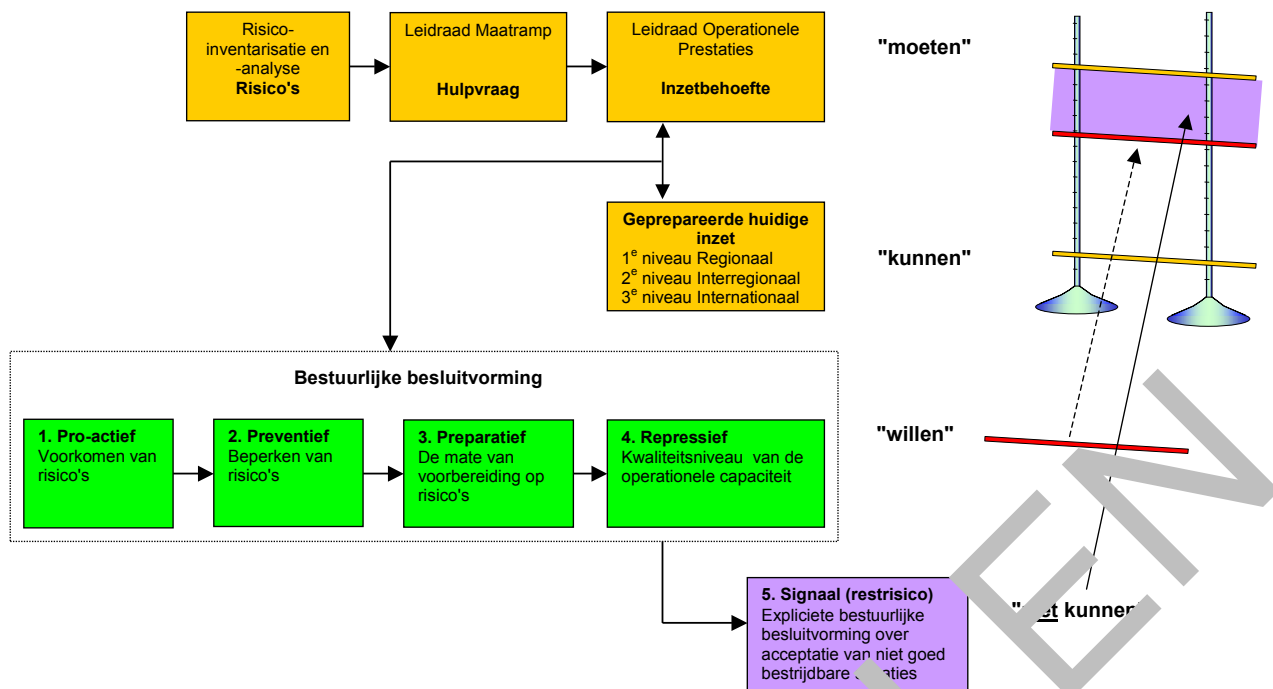 Risico-
inventarisatie en
-analyse
Risico's
Leidraad Maatramp
Hulpvraag
Leidraad Operationele
Prestaties
Inzetbehoefte
"moeten"
Geprepareerde huidige
inzet
1e niveau Regionaal
2e niveau Interregionaal
3e niveau Internationaal
"kunnen"
Bestuurlijke besluitvorming
1. Pro-actief
Voorkomen van
risico's
2. Preventief
Beperken van
risico's
3. Preparatief
De mate van
voorbereiding op
risico's
4. Repressief
Kwaliteitsniveau van de
operationele capaciteit
"willen"
5. Signaal (restrisico)
Expliciete bestuurlijke
besluitvorming over
acceptatie van niet goed
bestrijdbare
kunnen"